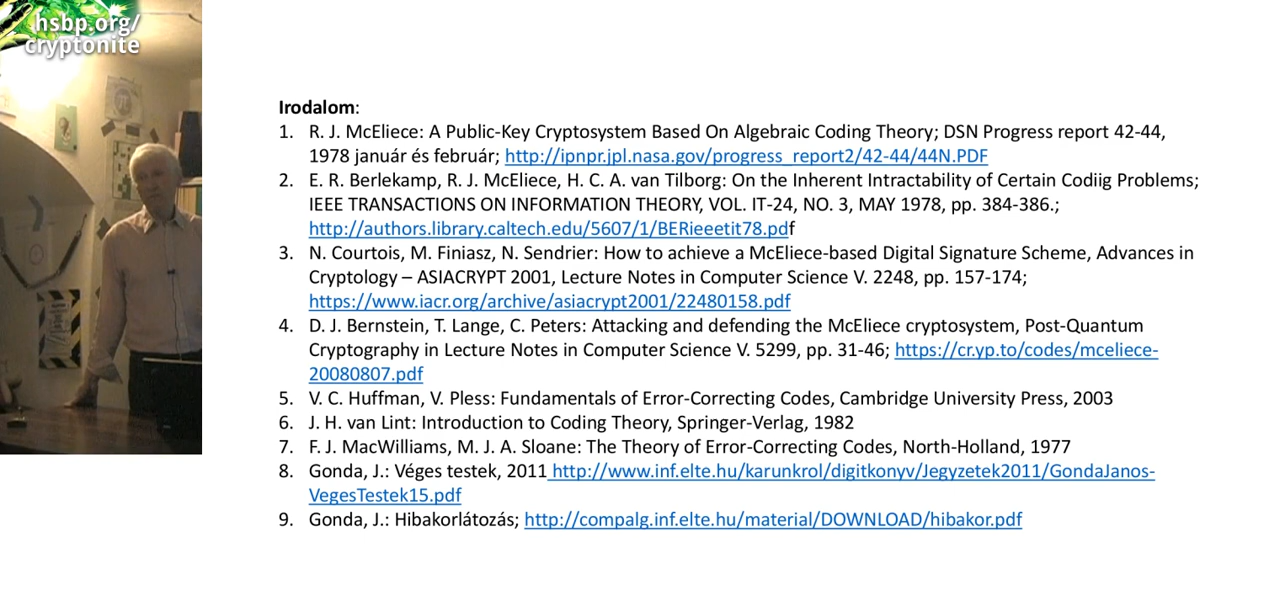 hsbp.org/
cryptonite
Irodalom:
1. R. J. McEliece: A Public-Key Cryptosystem Based On Algebraic Coding Theory; DSN Progress report 42-44,
1978 január és február; http://ipnpr.jpl.nasa.gov/progress_report2/42-44/44N.PDF
2. E. R. Berlekamp, R. J. McEliece, H. C. A. van Tilborg: On the Inherent Intractability of Certain Codiig Problems;
IEEE TRANSACTIONS ON INFORMATION THEORY, VOL. IT-24, NO. 3, MAY 1978, pp. 384-386.;
http://authors.library.caltech.edu/5607/1/BERieeetit78.pdf
3. N. Courtois, M. Finiasz, N. Sendrier: How to achieve a McEliece-based Digital Signature Scheme, Advances in
Cryptology – ASIACRYPT 2001, Lecture Notes in Computer Science V. 2248, pp. 157-174;
https://www.iacr.org/archive/asiacrypt2001/22480158.pdf
4. D. J. Bernstein, T. Lange, C. Peters: Attacking and defending the McEliece cryptosystem, Post-Quantum
Cryptography in Lecture Notes in Computer Science V. 5299, pp. 31-46; https://cr.yp.to/codes/mceliece-
20080807.pdf
5. V. C. Huffman, V. Pless: Fundamentals of Error-Correcting Codes, Cambridge University Press, 2003
6. J. H. van Lint: Introduction to Coding Theory, Springer-Verlag, 1982
7. F. J. MacWilliams, M. J. A. Sloane: The Theory of Error-Correcting Codes, North-Holland, 1977
8. Gonda, J.: Véges testek, 2011 http://www.inf.elte.hu/karunkrol/digitkonyv/Jegyzetek2011/GondaJanos-
VegesTestek15.pdf
9. Gonda, J.: Hibakorlátozás; http://compalg.inf.elte.hu/material/DOWNLOAD/hibakor.pdf